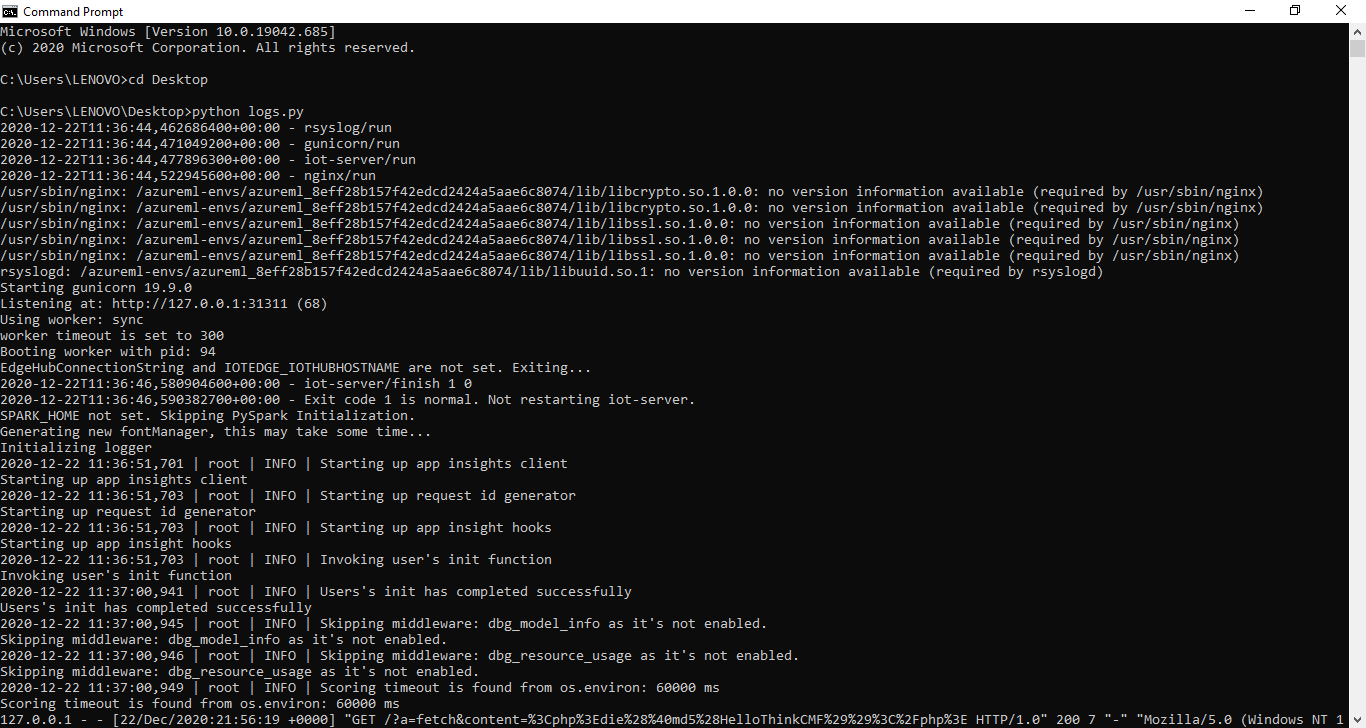 Command Prompt
Microsoft Windows [Version 10.0.19042.685]
(c) 2020 Microsoft Corporation. All rights reserved.
C:\Users\LENOVO>cd Desktop
C:\Users\LENOVO\Desktop>python logs.py
2020-12-22T11:36:44,462686400+00:00 - rsyslog/run
2020-12-22T11:36:44,471049200+00:00 - gunicorn/run
2020-12-22T11:36:44,477896300+00:00 - iot-server/run
2020-12-22T11:36:44,522945600+00:00 - nginx/run
/usr/sbin/nginx: /azureml-envs/azureml_8eff28b157f42edcd2424a5aae6c8074/lib/libcrypto.so.1.0.0: no version information available (required by /usr/sbin/nginx)
/usr/sbin/nginx: /azureml-envs/azureml_8eff28b157f42edcd2424a5aae6c8074/lib/libcrypto.so.1.0.0: no version information available (required by /usr/sbin/nginx)
/usr/sbin/nginx: /azureml-envs/azureml_8eff28b157f42edcd2424a5aae6c8074/lib/libssl.so.1.0.0: no version information available (required by /usr/sbin/nginx)
/usr/sbin/nginx: /azureml-envs/azureml_8eff28b157f42edcd2424a5aae6c8074/lib/libssl.so.1.0.0: no version information available (required by /usr/sbin/nginx)
/usr/sbin/nginx: /azureml-envs/azureml_8eff28b157f42edcd2424a5aae6c8074/lib/libssl.so.1.0.0: no version information available (required by /usr/sbin/nginx)
rsyslogd: /azureml-envs/azureml_8eff28b157f42edcd2424a5aae6c8074/lib/libuuid.so.1: no version information available (required by rsyslogd)
Starting gunicorn 19.9.0
Listening at: http://127.0.0.1:31311 (68)
Using worker: sync
worker timeout is set to 300
Booting worker with pid: 94
EdgeHubConnectionString and IOTEDGE_IOTHUBHOSTNAME are not set. Exiting...
2020-12-22T11:36:46,580904600+00:00 - iot-server/finish 1 0
2020-12-22T11:36:46,590382700+00:00 - Exit code 1 is normal. Not restarting iot-server.
SPARK_HOME not set. Skipping PySpark Initialization.
Generating new fontManager, this may take some time...
Initializing logger
2020-12-22 11:36:51,701 | root | INFO | Starting up app insights client
Starting up app insights client
2020-12-22 11:36:51,703 | root | INFO | Starting up request id generator
Starting up request id generator
2020-12-22 11:36:51,703 | root | INFO | Starting up app insight hooks
Starting up app insight hooks
2020-12-22 11:36:51,703 | root | INFO | Invoking user's init function
Invoking user's init function
2020-12-22 11:37:00,941 | root | INFO | Users's init has completed successfully
Users's init has completed successfully
2020-12-22 11:37:00,945 | root | INFO | Skipping middleware: dbg_model_info as it's not enabled.
Skipping middleware: dbg_model_info as it's not enabled.
2020-12-22 11:37:00,946 | root | INFO | Skipping middleware: dbg_resource_usage as it's not enabled.
Skipping middleware: dbg_resource_usage as it's not enabled.
2020-12-22 11:37:00,949 | root | INFO | Scoring timeout is found from os.environ: 60000 ms
Scoring timeout is found from os.environ: 60000 ms
127.0.0.1 - - [22/Dec/2020:21:56:19 +0000] "GET /?a=fetch&content=%3Cphp%3Edie%28%40md5%28HelloThinkCMF%29%29%3C%2Fphp%3E HTTP/1.0" 200 7 "-" "Mozilla/5.0 (Windows NT 1